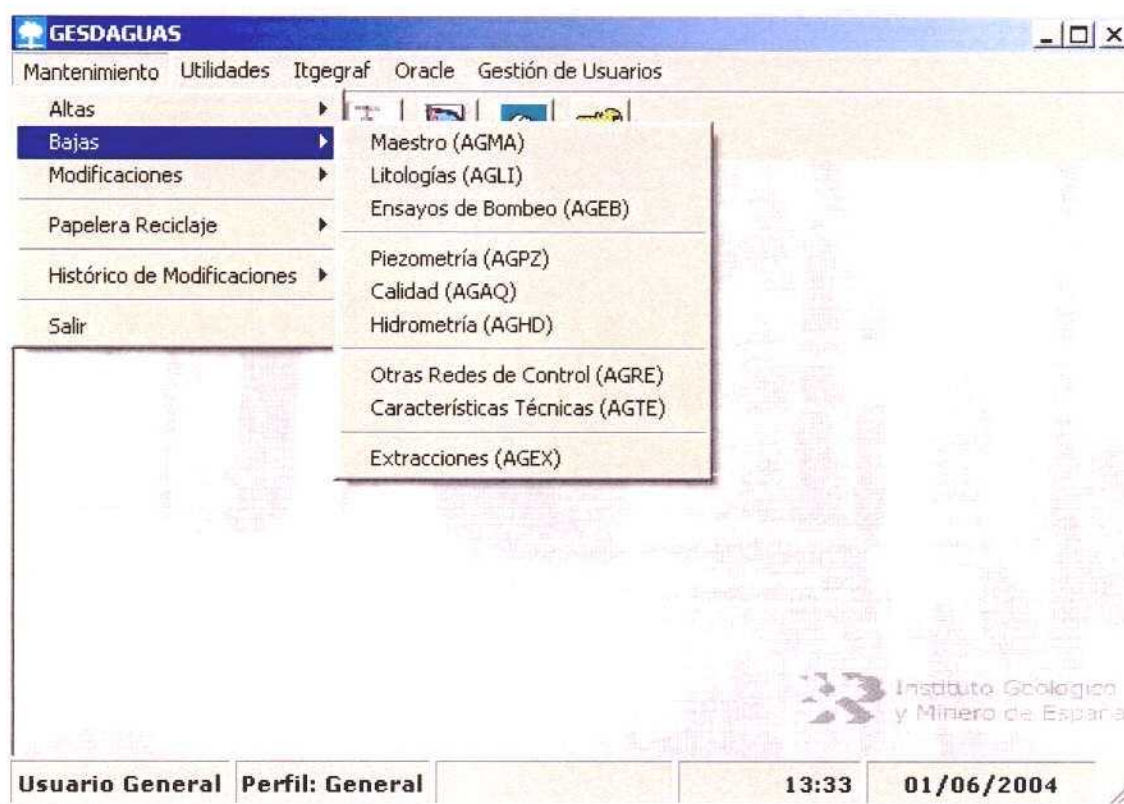 GESDAGUAS
Mantenimiento Utilidades Itgegraf Oracle Gestión de Usuarios
Altas
Bajas
Modificaciones
Papelera Reciclaje
Histórico de Modificaciones
Salir
Maestro (AGMA)
Litologías (AGLI)
Ensayos de Bombeo (AGEB)
Piezometría (AGPZ)
Calidad (AGAQ)
Hidrometría (AGHD)
Otras Redes de Control (AGRE)
Características Técnicas (AGTE)
Extracciones (AGEX)
Instituto Geológico
y Minero de España
Usuario General Perfil: General 13:33 01/06/2004